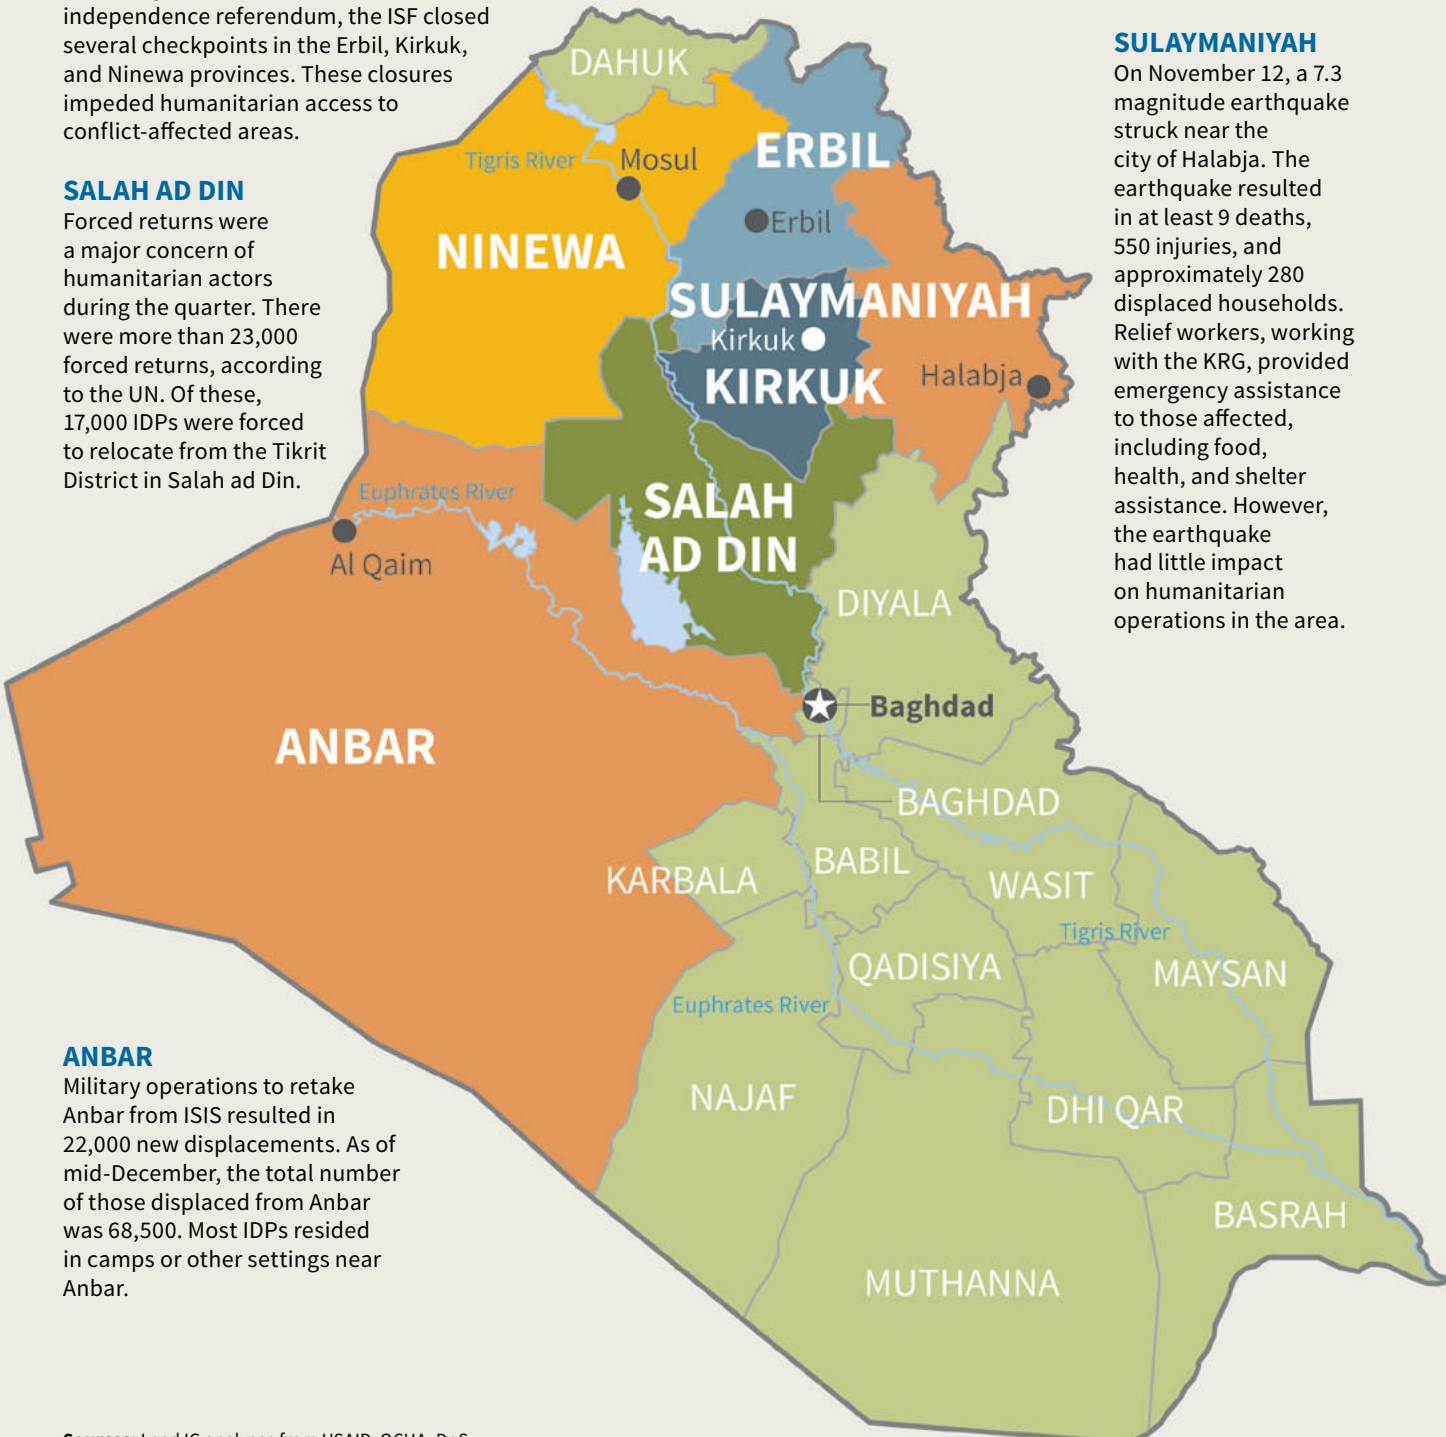 independence referendum, the ISF closed
several checkpoints in the Erbil, Kirkuk,
and Ninewa provinces. These closures
impeded humanitarian access to
conflict-affected areas.
SALAH AD DIN
Forced returns were
a major concern of
humanitarian actors
during the quarter. There
were more than 23,000
forced returns, according
to the UN. Of these,
17,000 IDPs were forced
to relocate from the Tikrit
District in Salah ad Din.
SULAYMANIYAH
On November 12, a 7.3
magnitude earthquake
struck near the
city of Halabja. The
earthquake resulted
in at least 9 deaths,
550 injuries, and
approximately 280
displaced households.
Relief workers, working
with the KRG, provided
emergency assistance
to those affected,
including food,
health, and shelter
assistance. However,
the earthquake
had little impact
on humanitarian
operations in the area.
DAHUK
ERBIL
Tigris River
Mosul
Erbil
NINEWA
SULAYMANIYAH
Kirkuk
KIRKUK
Halabja
Euphrates River
SALAH
AD DIN
Al Qaim
DIYALA
Baghdad
ANBAR
BAGHDAD
BABIL
KARBALA
WASIT
Tigris River
QADISIYA
MAYSAN
Euphrates River
NAJAF
DHI QAR
BASRAH
MUTHANNA
ANBAR
Military operations to retake
Anbar from ISIS resulted in
22,000 new displacements. As of
mid-December, the total number
of those displaced from Anbar
was 68,500. Most IDPs resided
in camps or other settings near
Anbar.